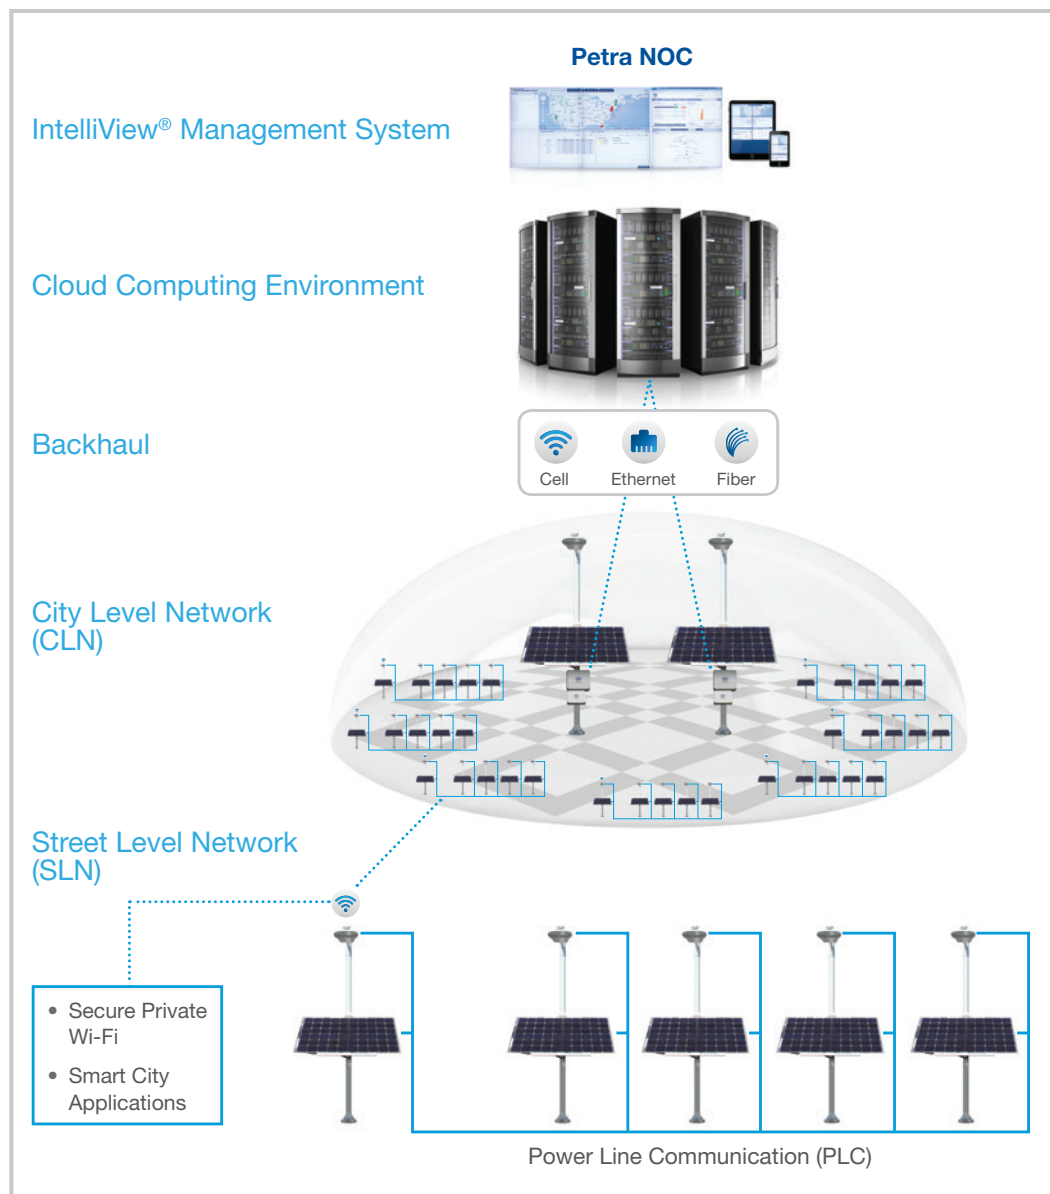 Petra NOC
IntelliView® Management System
Cloud Computing Environment
Backhaul
Cell
Ethernet
Fiber
City Level Network
(CLN)
Street Level Network
(SLN)
• Secure Private
Wi-Fi
• Smart City
Applications
Power Line Communication (PLC)